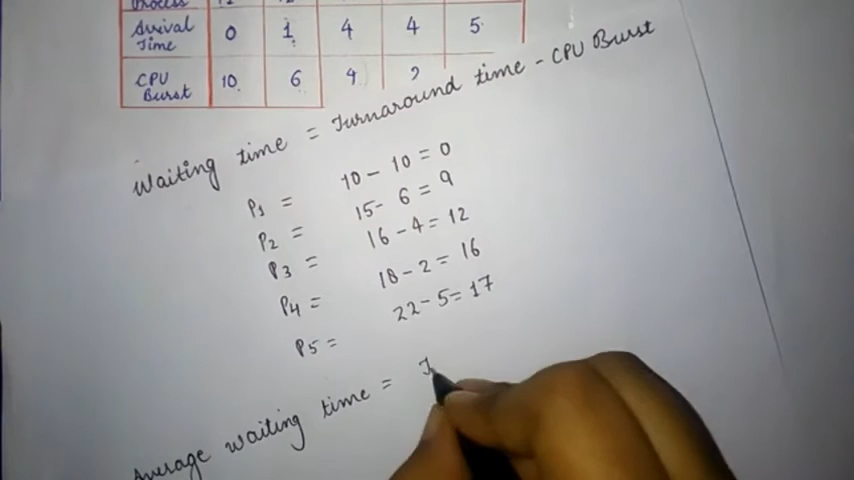 Process
Arrival Time 0 1 4 4 5
CPU Burst 10 6 4 2
Waiting time = Turnaround time - CPU Burst
P1 = 10 - 10 = 0
P2 = 15 - 6 = 9
P3 = 16 - 4 = 12
P4 = 18 - 2 = 16
P5 = 22 - 5 = 17
Average waiting time =